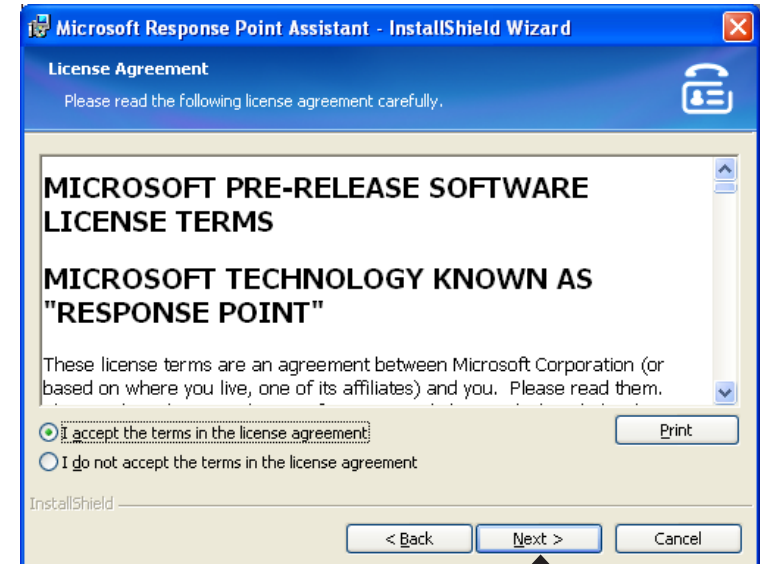 Microsoft Response Point Assistant - InstallShield Wizard
License Agreement
Please read the following license agreement carefully.
MICROSOFT PRE-RELEASE SOFTWARE
LICENSE TERMS
MICROSOFT TECHNOLOGY KNOWN AS
"RESPONSE POINT"
These license terms are an agreement between Microsoft Corporation (or
based on where you live, one of its affiliates) and you.  Please read them.
I accept the terms in the license agreement
Print
I do not accept the terms in the license agreement
InstallShield
< Back
Next >
Cancel